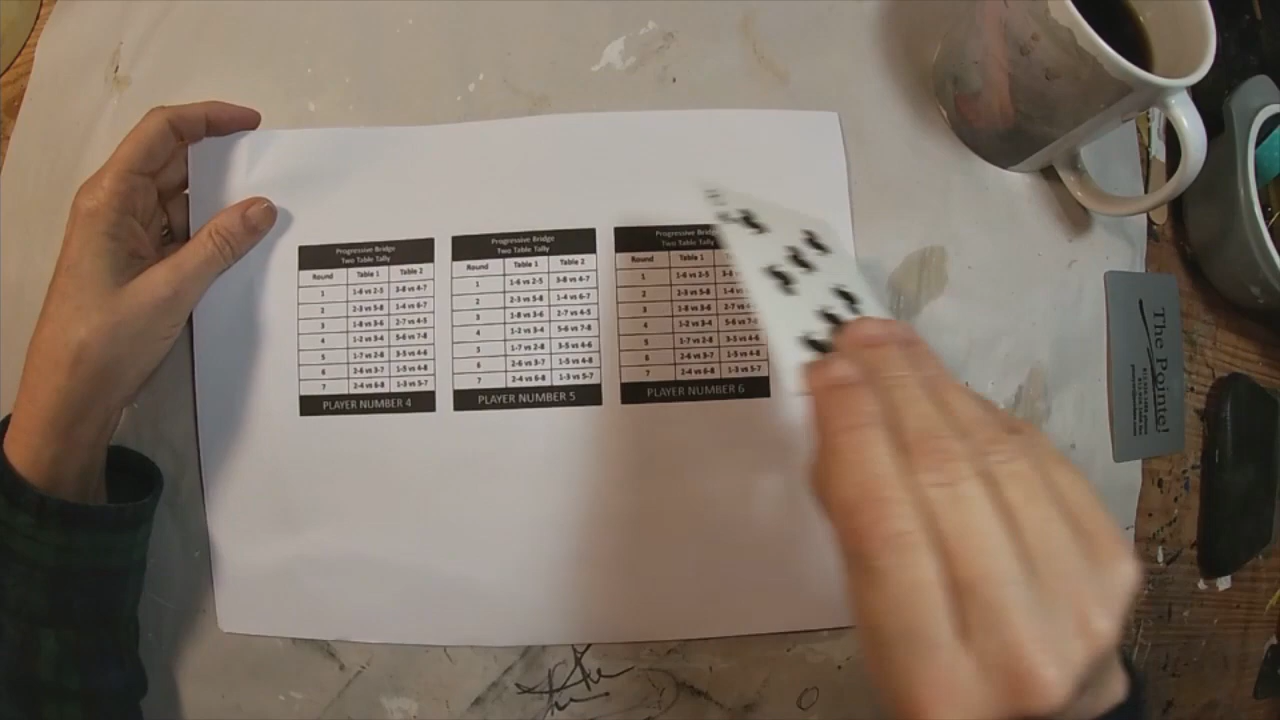 Progressive Bridge
Two Table Tally
Round Table 1 Table 2
1 1-6 vs 2-5 3-8 vs 4-7
2 2-3 vs 5-8 1-4 vs 6-7
3 1-8 vs 3-6 2-7 vs 4-5
4 1-2 vs 3-4 5-6 vs 7-8
5 1-7 vs 2-8 3-5 vs 4-6
6 2-6 vs 3-7 1-5 vs 4-8
7 2-4 vs 6-8 1-3 vs 5-7
PLAYER NUMBER 4
Progressive Bridge
Two Table Tally
Round Table 1 Table 2
1 1-6 vs 2-5 3-8 vs 4-7
2 2-3 vs 5-8 1-4 vs 6-7
3 1-8 vs 3-6 2-7 vs 4-5
4 1-2 vs 3-4 5-6 vs 7-8
5 1-7 vs 2-8 3-5 vs 4-6
6 2-6 vs 3-7 1-5 vs 4-8
7 2-4 vs 6-8 1-3 vs 5-7
PLAYER NUMBER 5
Progressive
Two Table Tally
Round Table 1
1 1-6 vs 2-5
2 vs 5-8 1-4
3 1-8 vs 3-6 2-7 vs
4 1-2 vs 3-4 5-6 vs
5 1-7 vs 2-8 3-5 vs 4-6
6 2-6 vs 3-7 1-5 vs 4-8
7 2-4 vs 6-8 1-3 vs 5-7
PLAYER NUMBER 6
The Pointe!